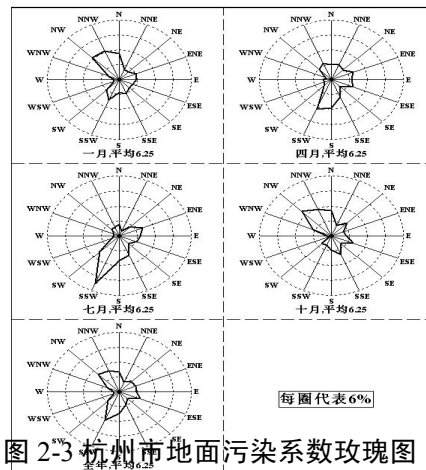 N
NNW NNE
NW NE
WNW ENE
W E
WSW ESE
SW SE
SSW SSE
S
一月,平均6.25
N
NNW NNE
NW NE
WNW ENE
W E
WSW ESE
SW SE
SSW SSE
S
四月,平均6.25
N
NNW NNE
NW NE
WNW ENE
W E
WSW ESE
SW SE
SSW SSE
S
七月,平均6.25
N
NNW NNE
NW NE
WNW ENE
W E
WSW ESE
SW SE
SSW SSE
S
十月,平均6.25
N
NNW NNE
NW NE
WNW ENE
W E
WSW ESE
SW SE
SSW SSE
S
全年,平均6.25
每圈代表6%
图 2-3 杭州市地面污染系数玫瑰图